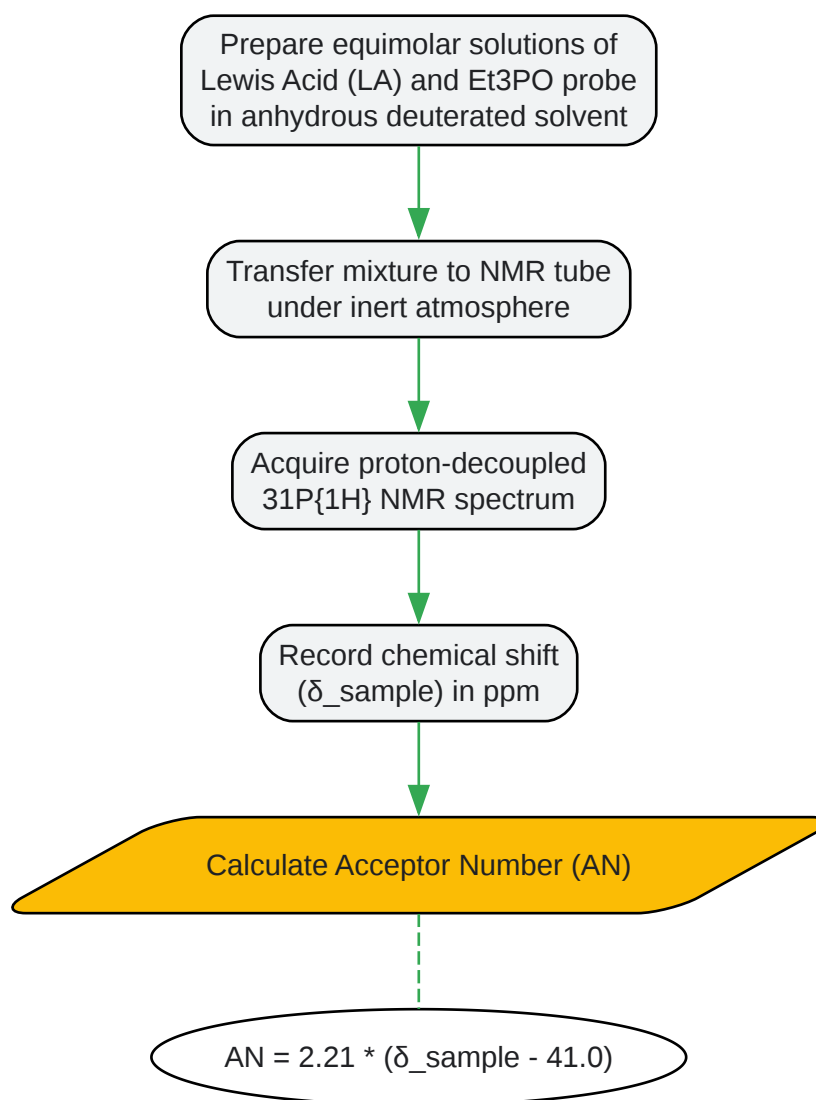 Prepare equimolar solutions of
Lewis Acid (LA) and Et3PO probe
in anhydrous deuterated solvent
Transfer mixture to NMR tube
under inert atmosphere
Acquire proton-decoupled
31P{1H} NMR spectrum
Record chemical shift
(δ_sample) in ppm
Calculate Acceptor Number (AN)
AN = 2.21 * (δ_sample - 41.0)